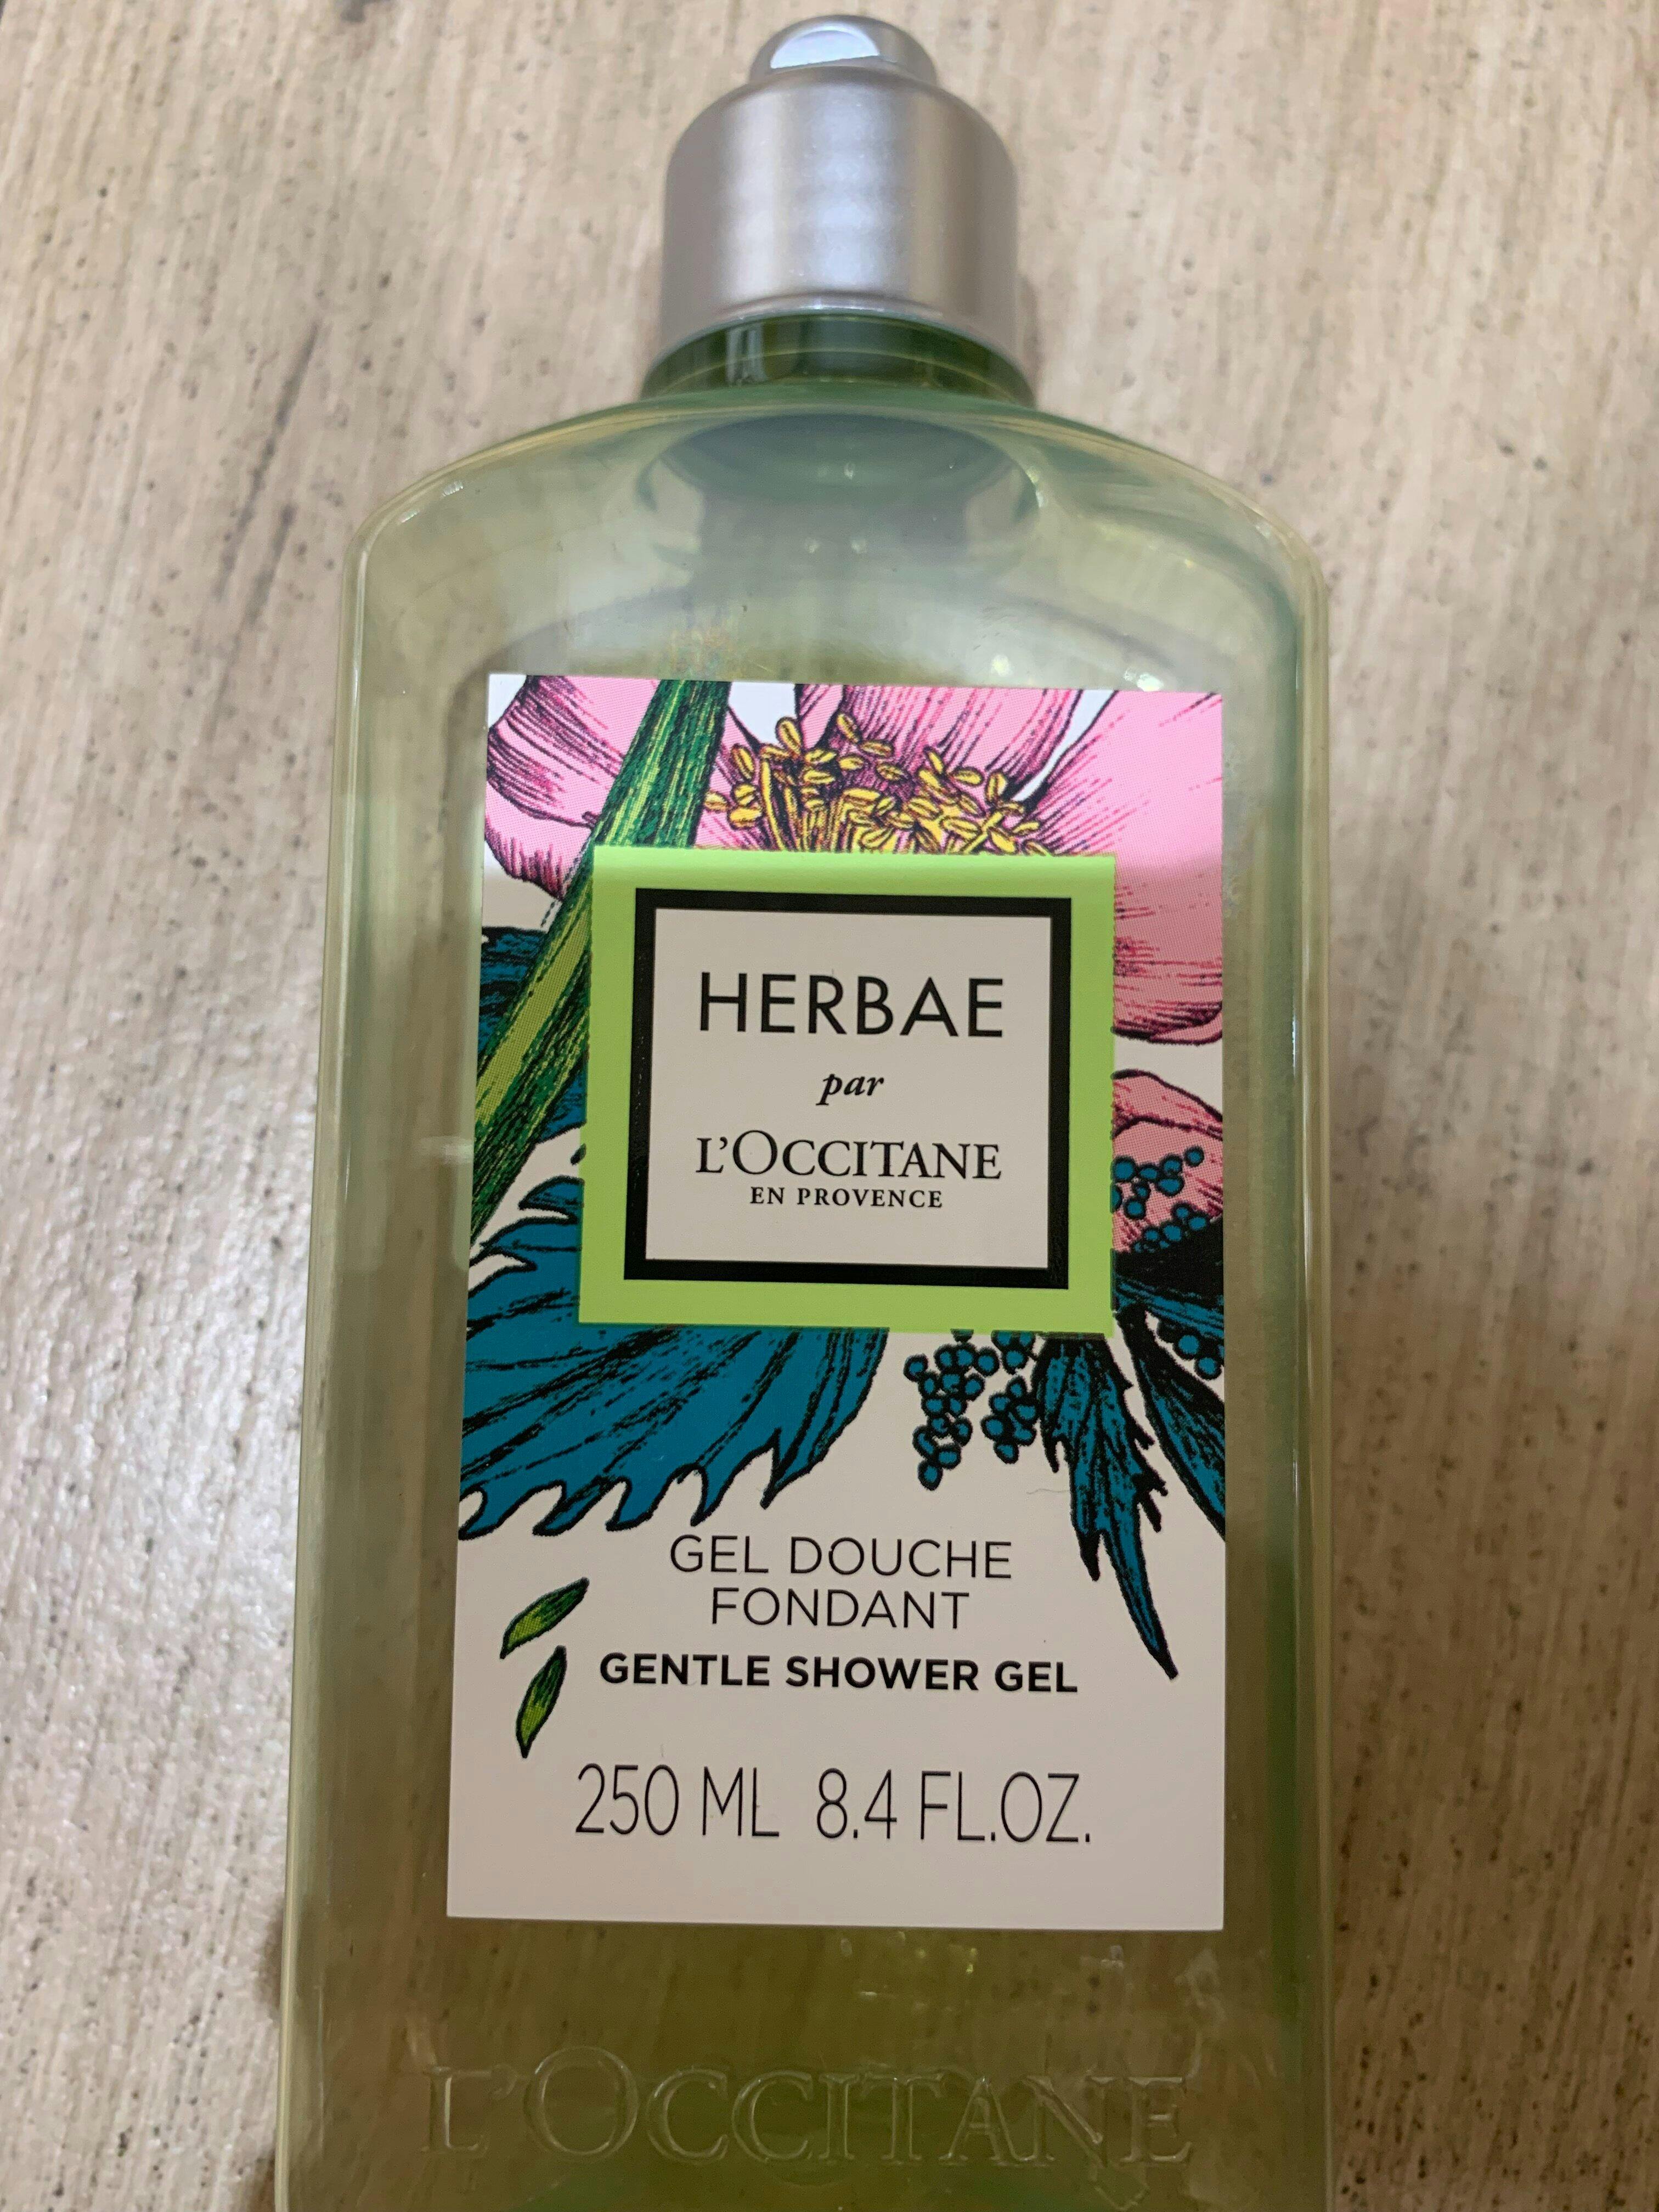 HERBAE
par
L'OCCITANE
EN PROVENCE
GEL DOUCHE
FONDANT
GENTLE SHOWER GEL
250 ML 8.4 FL.OZ.
L'OCCITANE